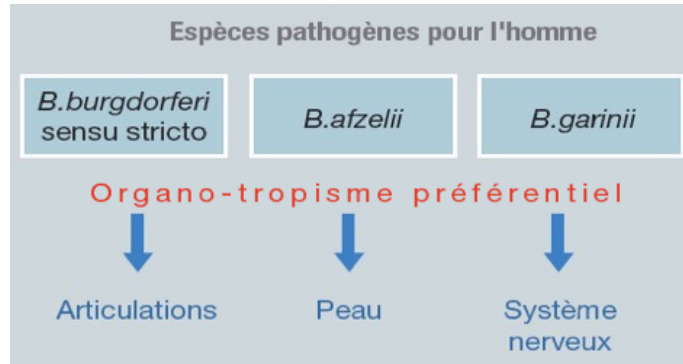 Espèces pathogènes pour l'homme
B.burgdorferi
sensu stricto
B.afzelii
B.garinii
Organo-tropisme préférentiel
Articulations
Peau
Système
nerveux